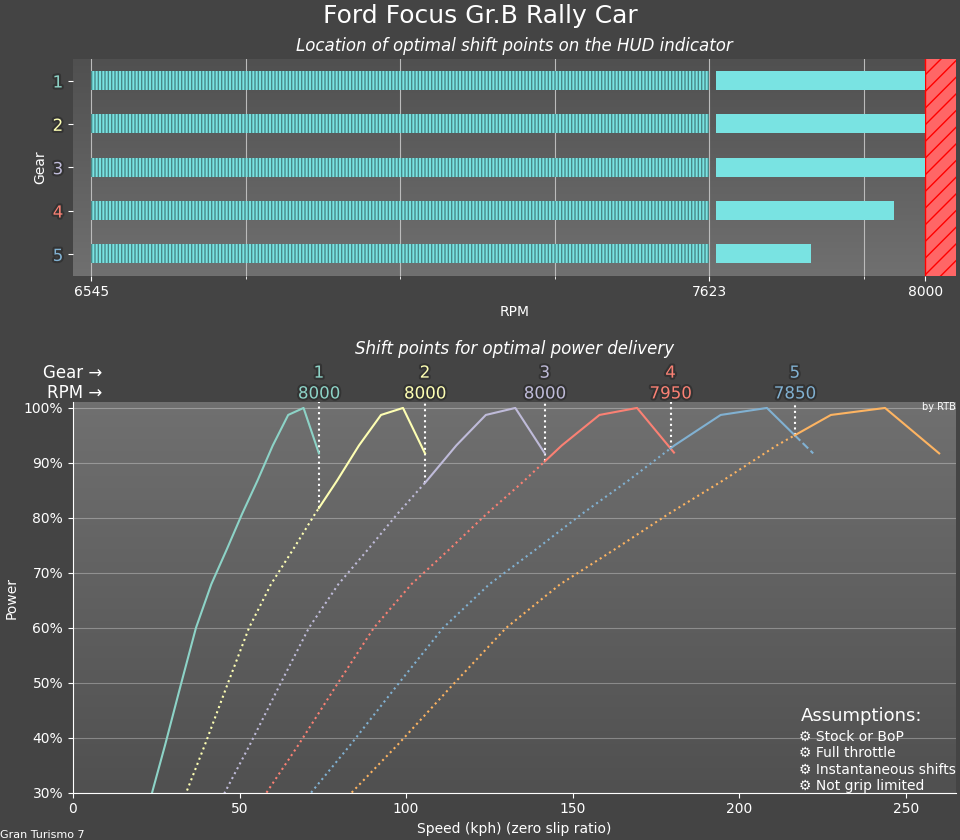 Ford Focus Gr.B Rally Car
Location of optimal shift points on the HUD indicator
Gear
1
2
3
4
5
6545 7623 8000
RPM
Shift points for optimal power delivery
Gear → 1 2 3 4 5
RPM → 8000 8000 8000 7950 7850
by RTB
Power
100%
90%
80%
70%
60%
50%
40%
30%
Assumptions:
⚙ Stock or BoP
⚙ Full throttle
⚙ Instantaneous shifts
⚙ Not grip limited
0 50 100 150 200 250
Speed (kph) (zero slip ratio)
Gran Turismo 7